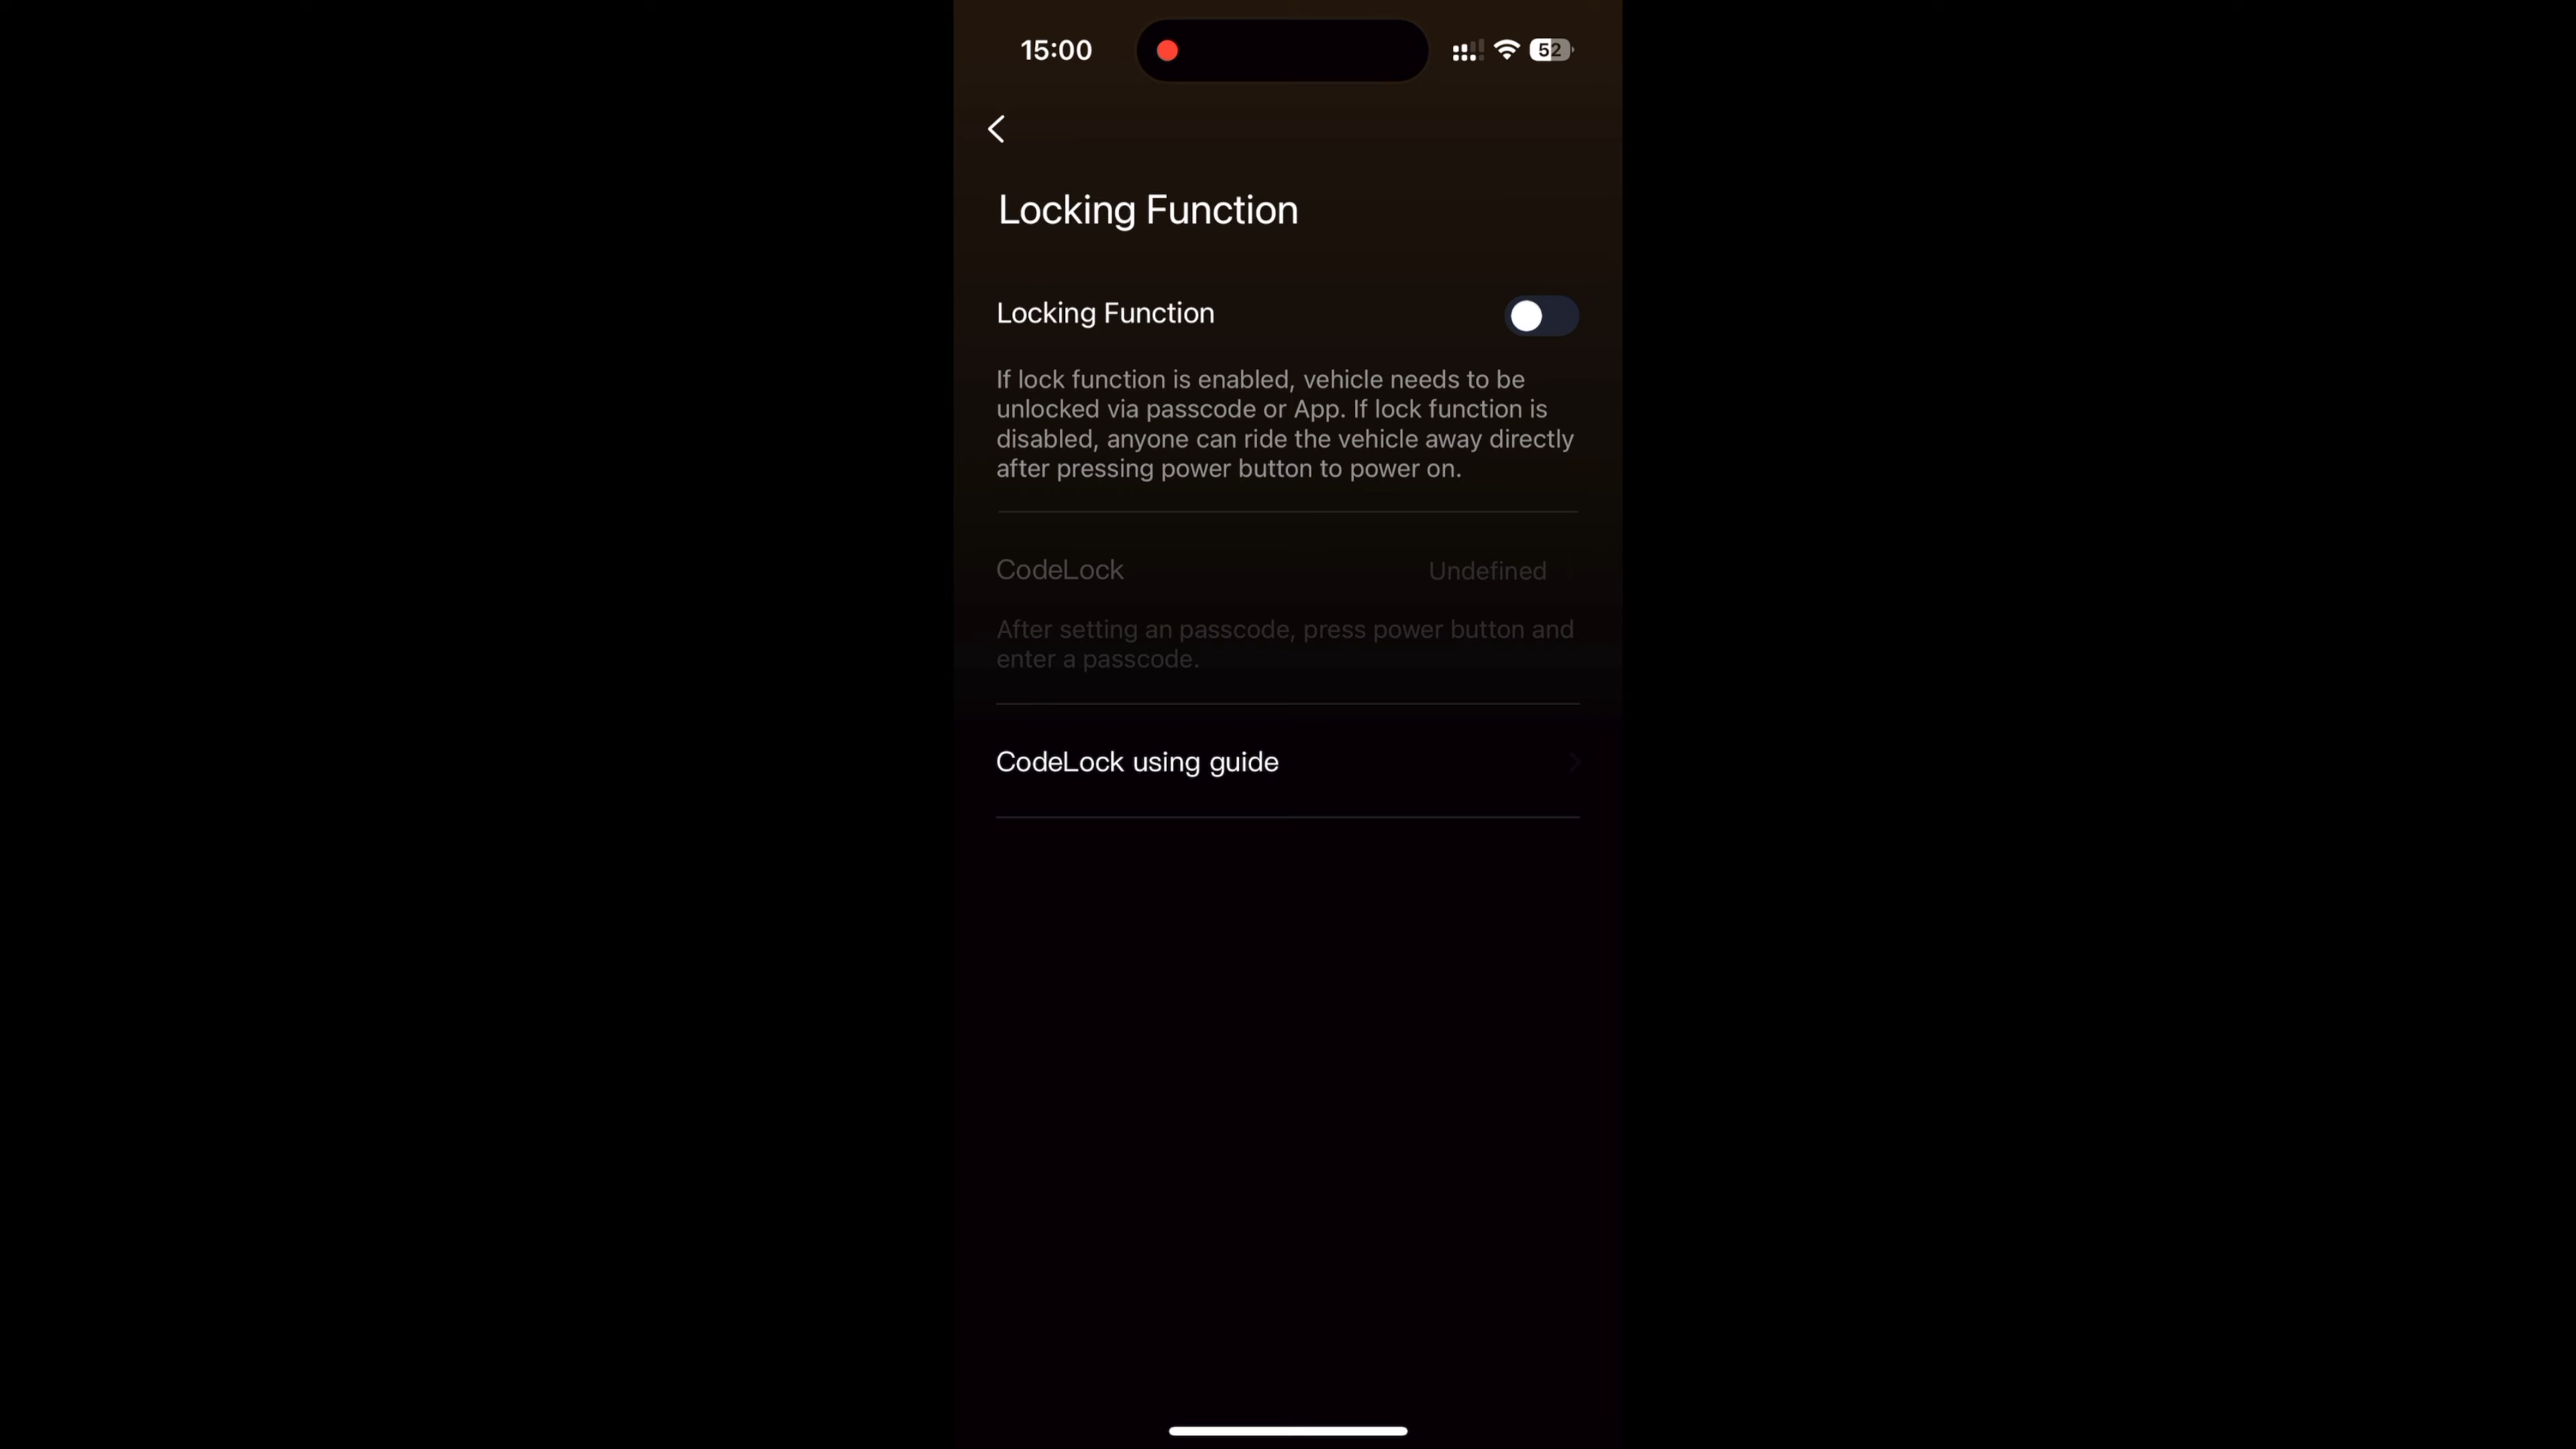 15:00
52
Locking Function
Locking Function
If lock function is enabled, vehicle needs to be
unlocked via passcode or App. If lock function is
disabled, anyone can ride the vehicle away directly
after pressing power button to power on.
CodeLock
Undefined
After setting an passcode, press power button and
enter a passcode.
CodeLock using guide